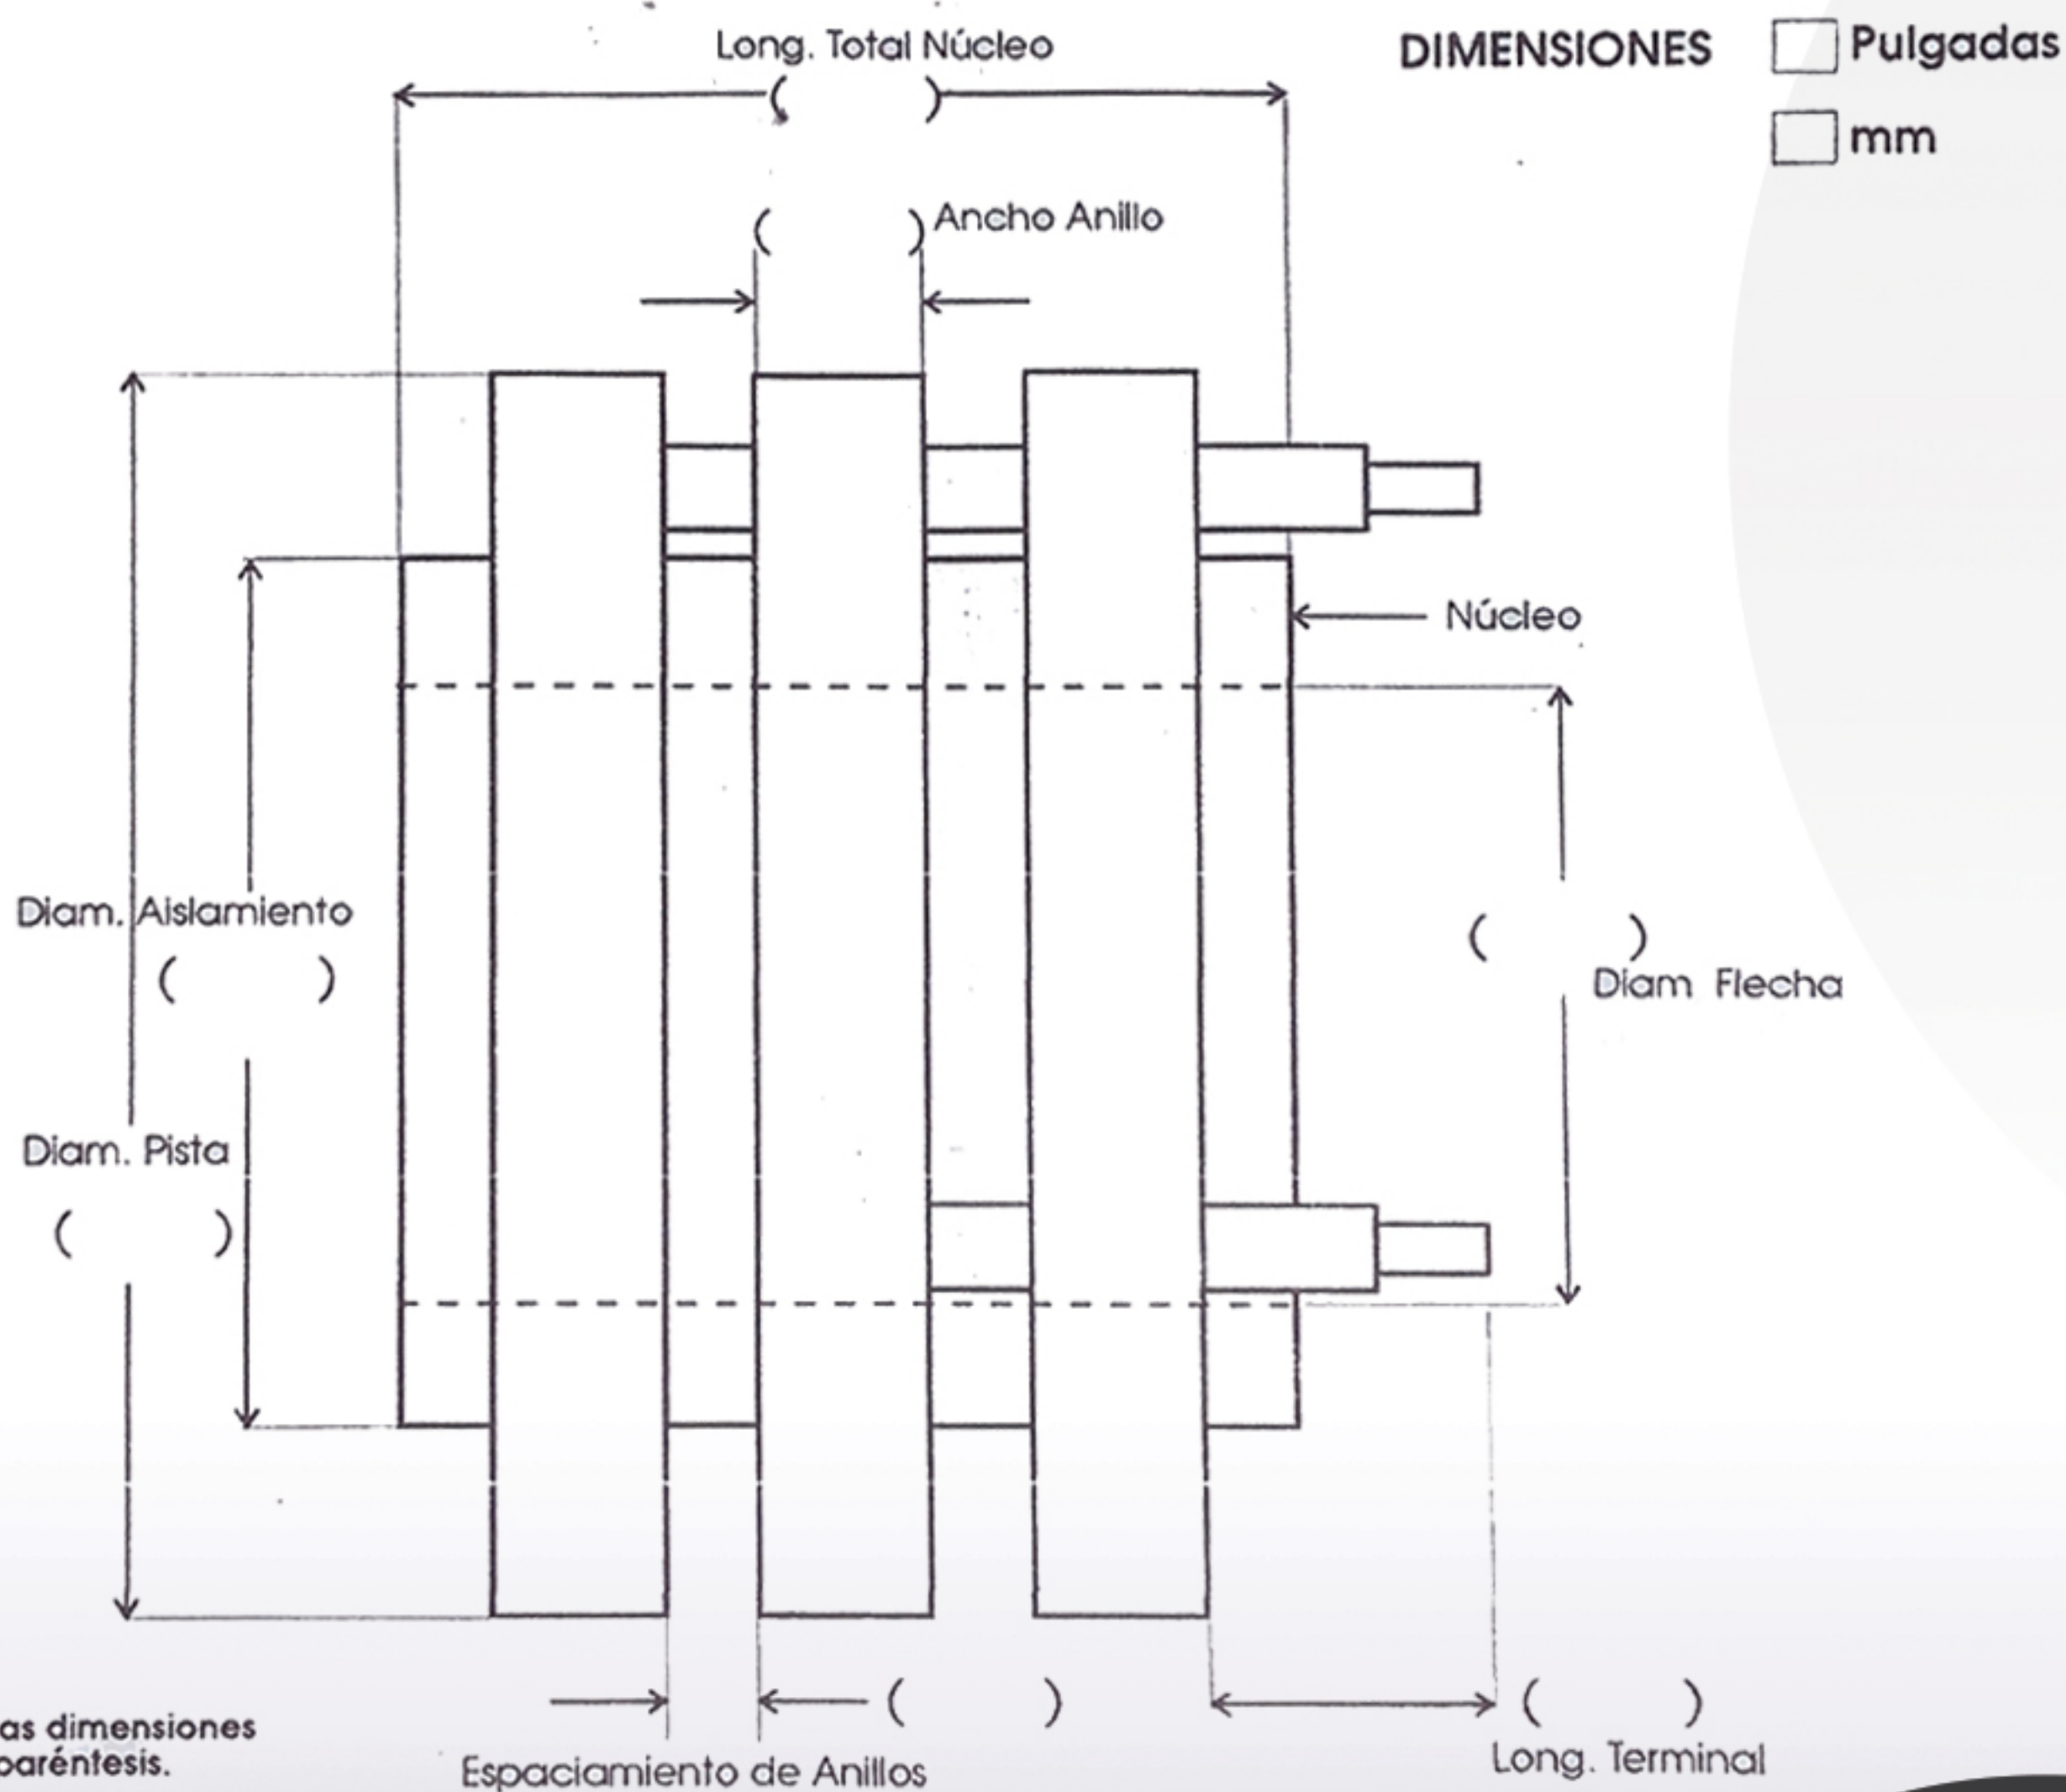 Long. Total Núcleo
DIMENSIONES
Pulgadas
mm
( )
( ) Ancho Anillo
Núcleo
Diam. Aislamiento
( )
( )
Diam Flecha
Diam. Pista
( )
( )
( )
as dimensiones
paréntesis.
Espaciamiento de Anillos
Long. Terminal